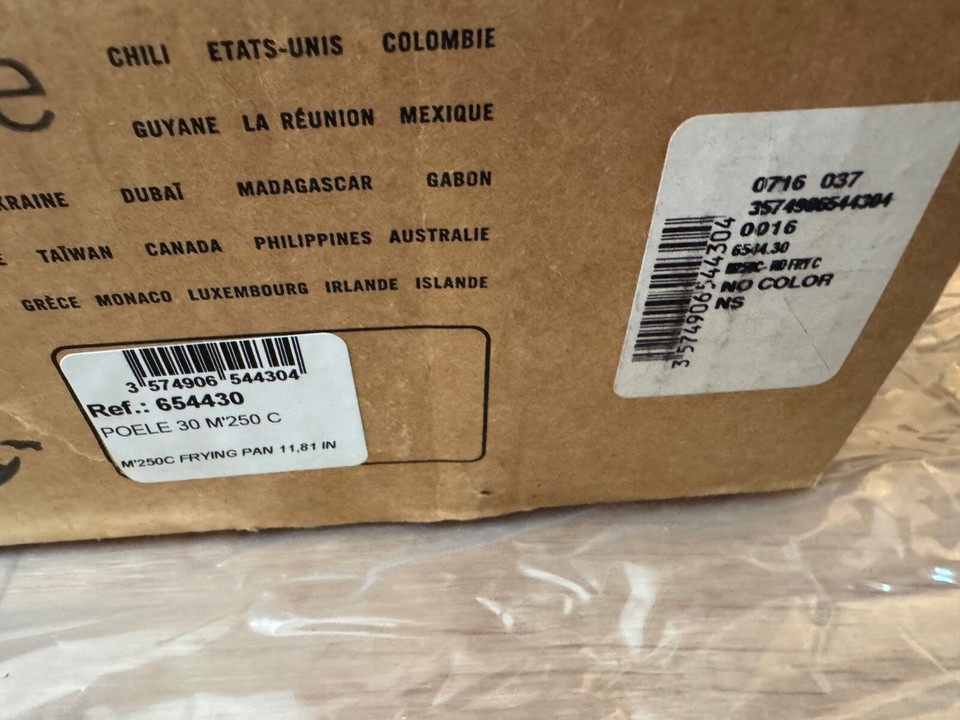 CHILI ETATS-UNIS COLOMBIE
GUYANE LA RÉUNION MEXIQUE
KRAINE DUBAÏ MADAGASCAR GABON
E TAÏWAN CANADA PHILIPPINES AUSTRALIE
GRÈCE MONACO LUXEMBOURG IRLANDE ISLANDE
e
3 574906 544304
Ref.: 654430
POELE 30 M'250 C
M'250C FRYING PAN 11,81 IN
0716 037
3574906544304
0016
6544.30
NO COLOR
NS
3574906544304